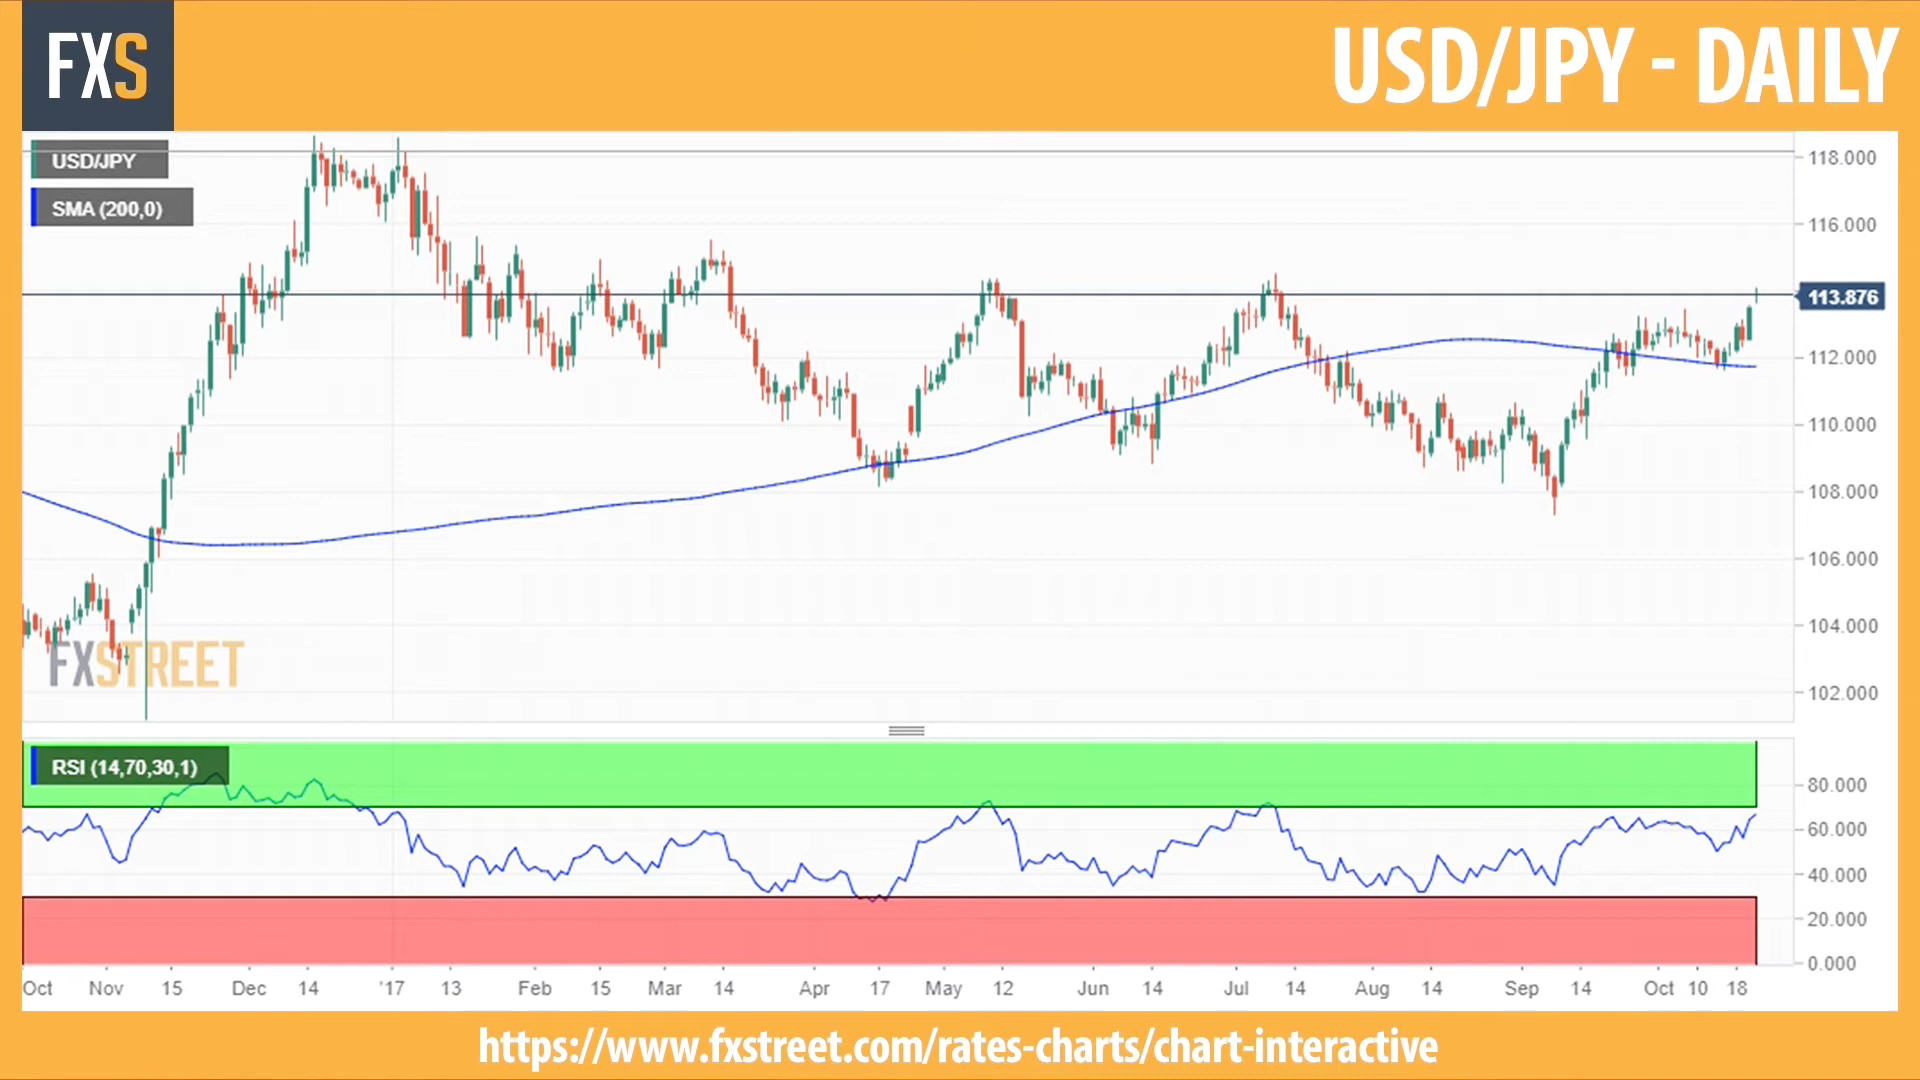 FXS
USD/JPY - DAILY
USD/JPY
SMA (200,0)
118.000
116.000
113.876
112.000
110.000
108.000
106.000
104.000
102.000
FXSTREET
RSI (14,70,30,1)
80.000
60.000
40.000
20.000
0.000
Oct Nov 15 Dec 14 '17 13 Feb 15 Mar 14 Apr 17 May 12 Jun 14 Jul 14 Aug 14 Sep 14 Oct 10 18
https://www.fxstreet.com/rates-charts/chart-interactive